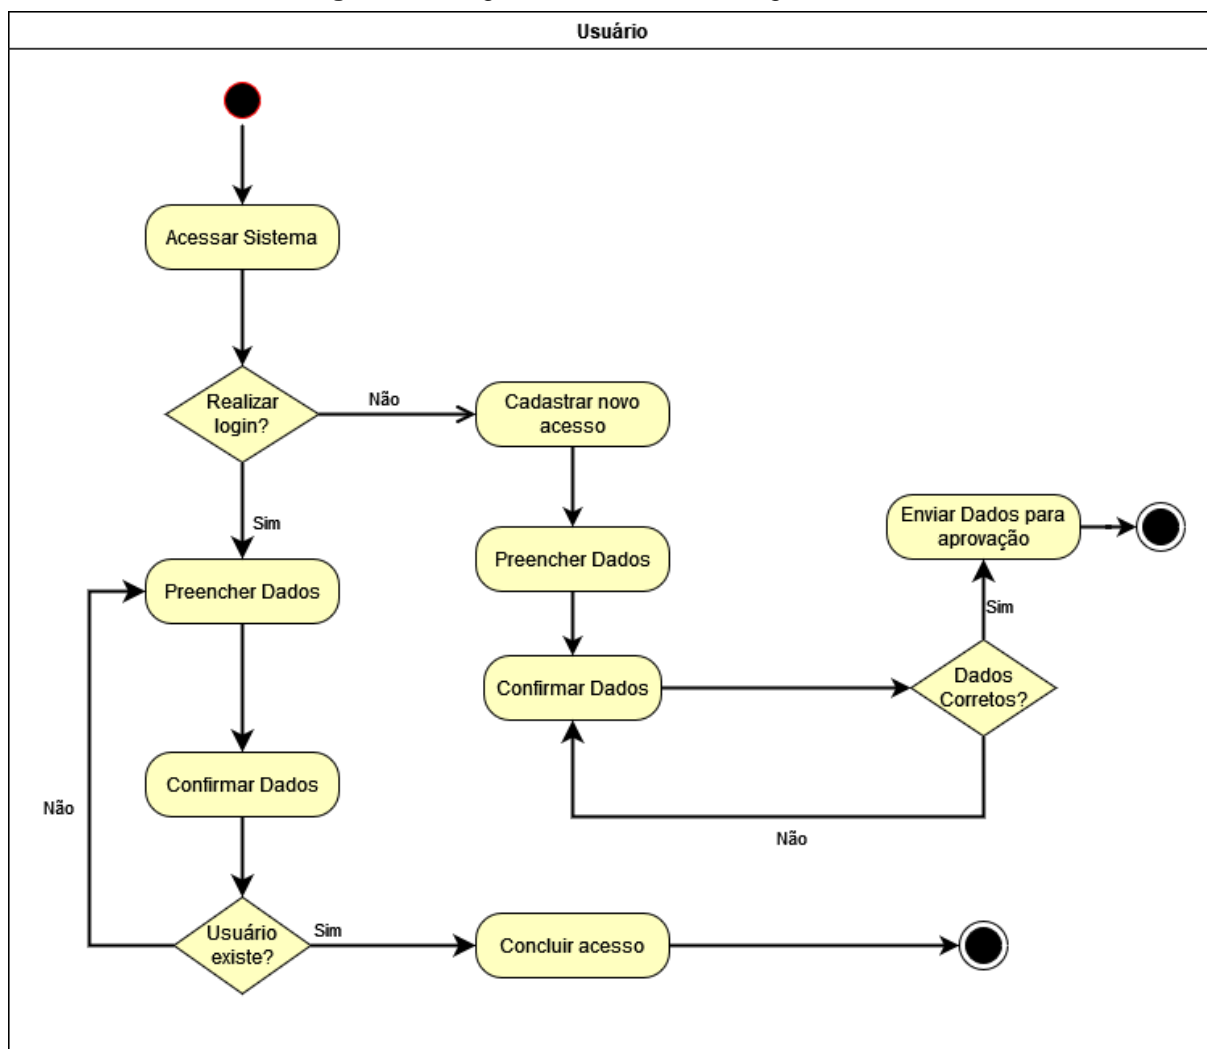 Usuário
Acessar Sistema
Realizar
login?
Não
Cadastrar novo
acesso
Sim
Preencher Dados
Preencher Dados
Enviar Dados para
aprovação
Sim
Confirmar Dados
Dados
Corretos?
Confirmar Dados
Não
Não
Usuário
existe?
Sim
Concluir acesso